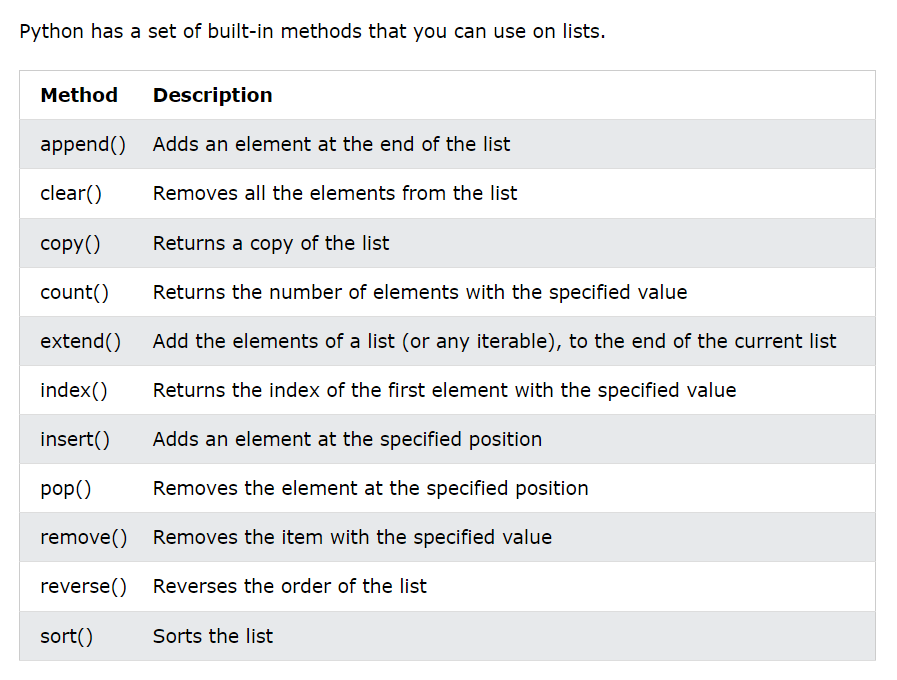 Python has a set of built-in methods that you can use on lists.
Method Description
append() Adds an element at the end of the list
clear() Removes all the elements from the list
copy() Returns a copy of the list
count() Returns the number of elements with the specified value
extend() Add the elements of a list (or any iterable), to the end of the current list
index() Returns the index of the first element with the specified value
insert() Adds an element at the specified position
pop() Removes the element at the specified position
remove() Removes the item with the specified value
reverse() Reverses the order of the list
sort() Sorts the list